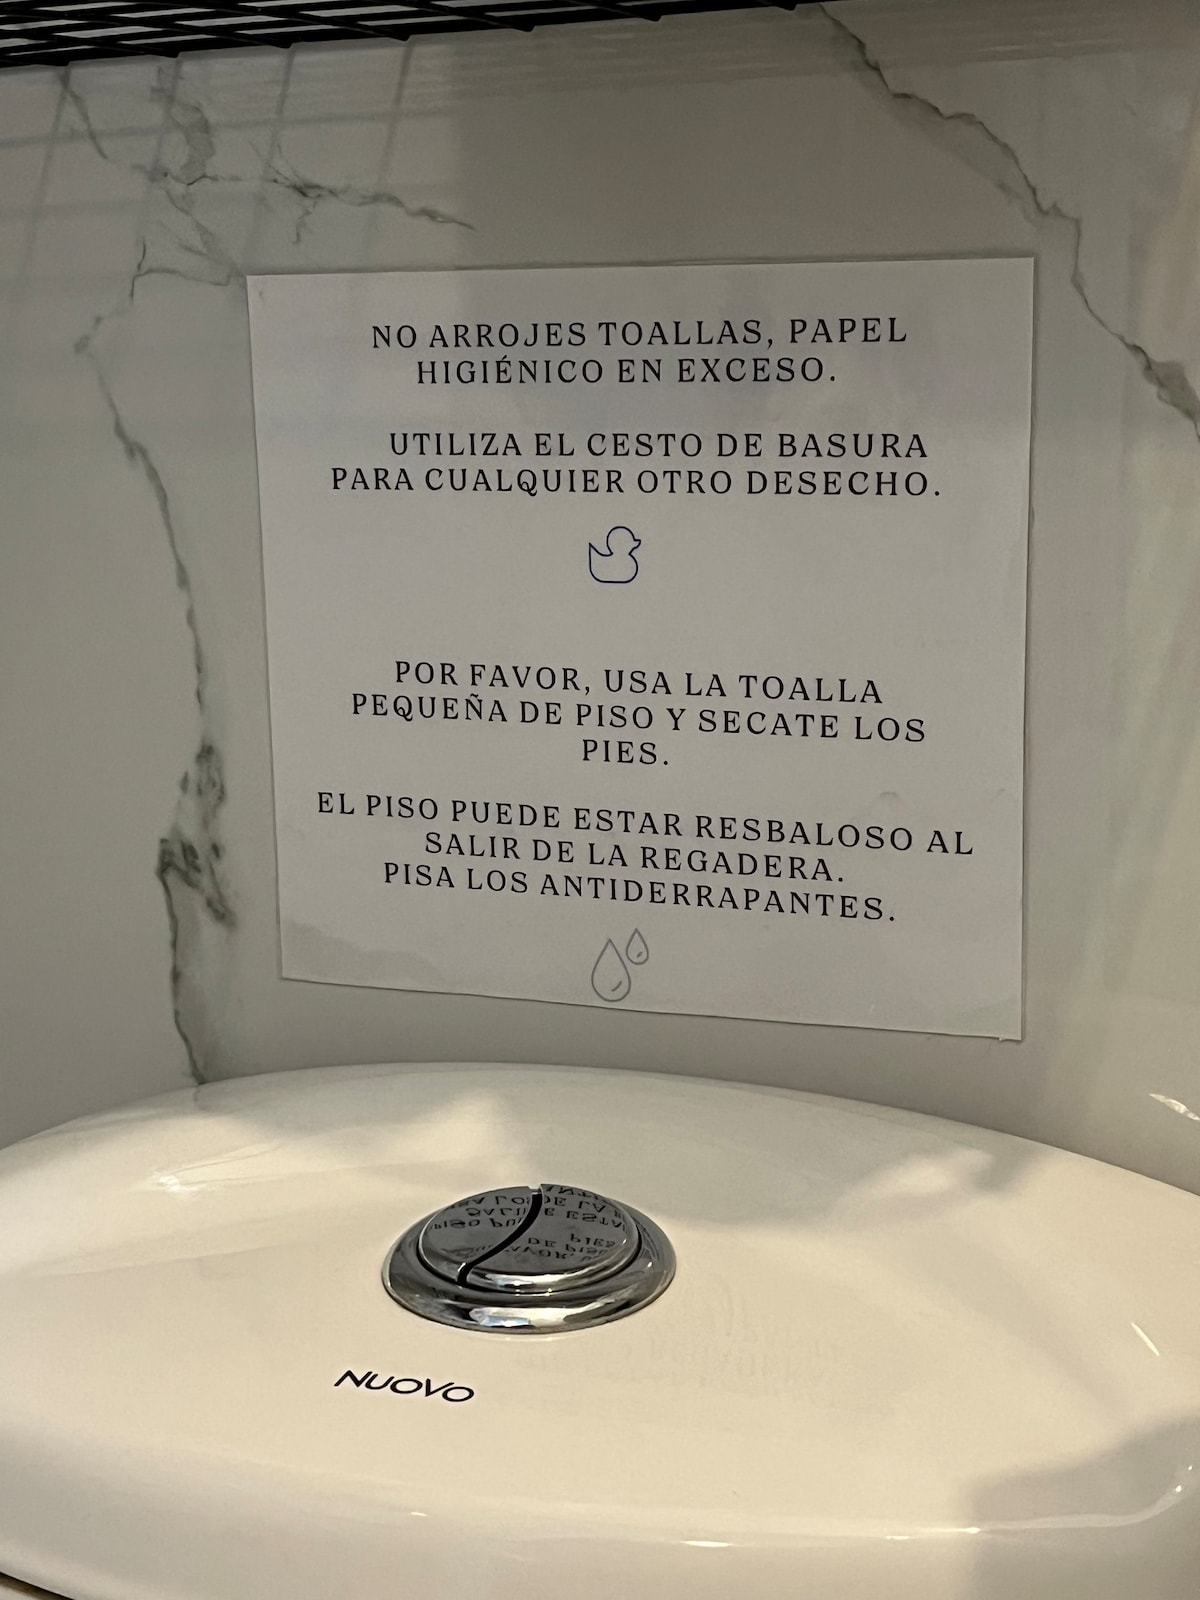 NO ARROJES TOALLAS, PAPEL
HIGIÉNICO EN EXCESO.
UTILIZA EL CESTO DE BASURA
PARA CUALQUIER OTRO DESECHO.
POR FAVOR, USA LA TOALLA
PEQUEÑA DE PISO Y SECATE LOS
PIES.
EL PISO PUEDE ESTAR RESBALOSO AL
SALIR DE LA REGADERA.
PISA LOS ANTIDERRAPANTES.
NUOVO